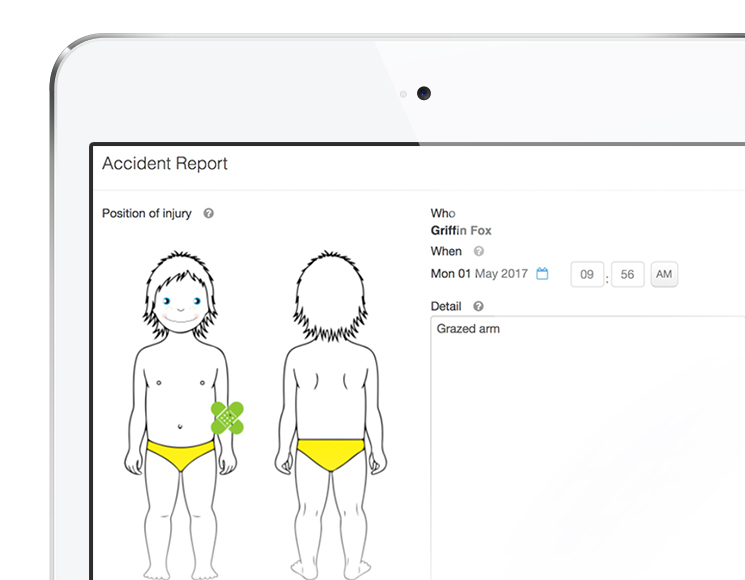 Accident Report
Position of injury ?
Who
Griffin Fox
When ?
Mon 01 May 2017 09 : 56 AM
Detail ?
Grazed arm